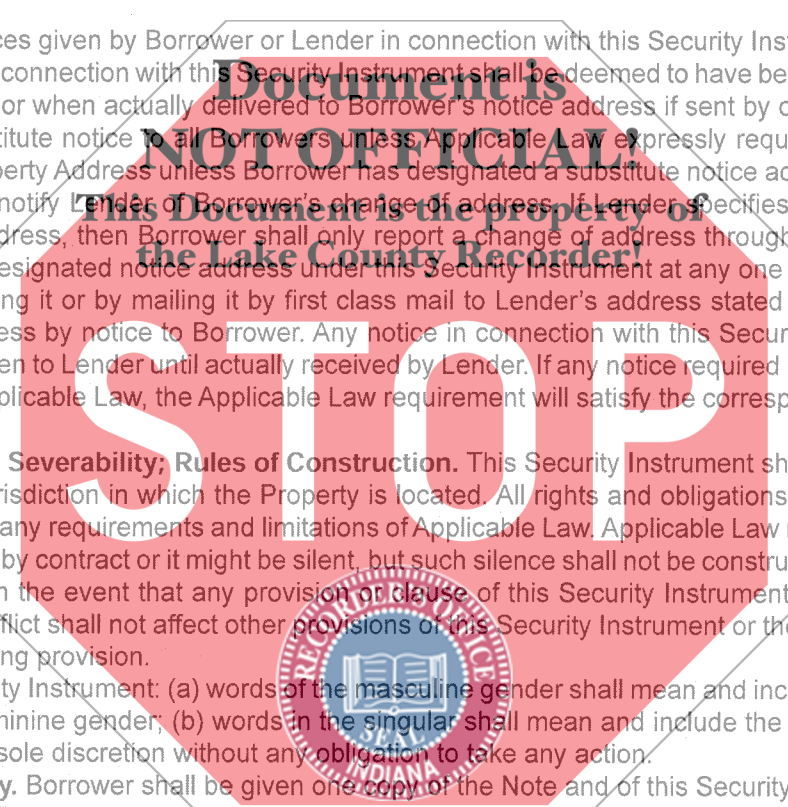 ces given by Borrower or Lender in connection with this Security Ins
connection with this Security Instrument shall be deemed to have be
or when actually delivered to Borrower's notice address if sent by o
titute notice to all Borrowers unless Applicable Law expressly requ
perty Address unless Borrower has designated a substitute notice ad
notify Lender of Borrower's change of address. If Lender specifies
dress, then Borrower shall only report a change of address through
esignated notice address under this Security Instrument at any one
ing it or by mailing it by first class mail to Lender's address stated
ess by notice to Borrower. Any notice in connection with this Secur
en to Lender until actually received by Lender. If any notice required
plicable Law, the Applicable Law requirement will satisfy the corresp
Severability; Rules of Construction. This Security Instrument sh
risdiction in which the Property is located. All rights and obligations
any requirements and limitations of Applicable Law. Applicable Law
by contract or it might be silent, but such silence shall not be constru
n the event that any provision or clause of this Security Instrument
flict shall not affect other provisions of this Security Instrument or the
ng provision.
ty Instrument: (a) words of the masculine gender shall mean and inc
minine gender; (b) words in the singular shall mean and include the
sole discretion without any obligation to take any action.
y. Borrower shall be given one copy of the Note and of this Security
Document is
NOT OFFICIAL!
This Document is the property of
the Lake County Recorder!
STOP
RECORDER'S OFFICE
SEAL
INDIANA